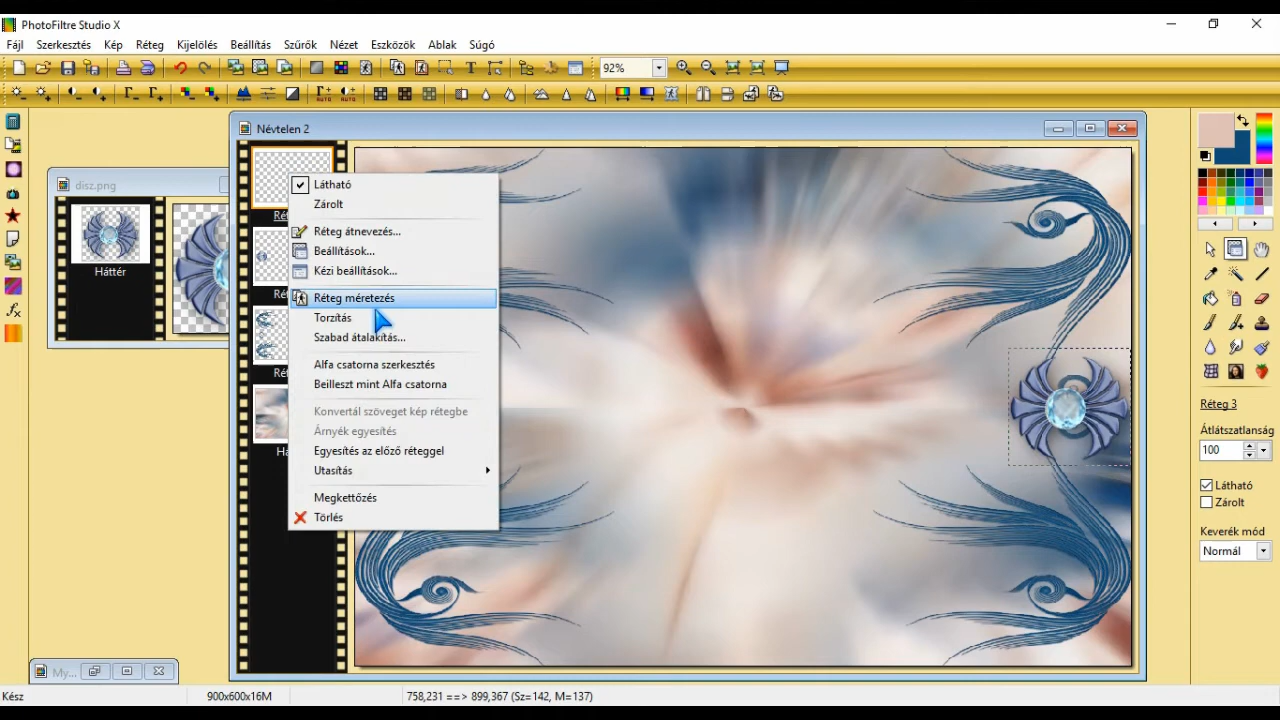 PhotoFiltre Studio X
Fájl Szerkesztés Kép Réteg Kijelölés Beállítás Szűrők Nézet Eszközök Ablak Súgó
92%
AUTO AUTO
Névtelen 2
disz.png
Háttér
Látható
Zárolt
Réteg átnevezés...
Beállítások...
Kézi beállítások...
Réteg méretezés
Torzítás
Szabad átalakítás...
Alfa csatorna szerkesztés
Beilleszt mint Alfa csatorna
Konvertál szöveget kép rétegbe
Árnyék egyesítés
Egyesítés az előző réteggel
Utasítás
Megkettőzés
Törlés
Réteg 3
Átlátszatlanság
100
Látható
Zárolt
Keverék mód
Normál
My...
Kész
900x600x16M
758,231 ==> 899,367 (Sz=142, M=137)